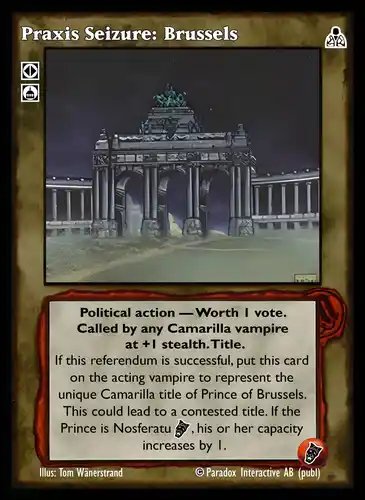 Praxis Seizure: Brussels
Political action — Worth 1 vote.
Called by any Camarilla vampire
at +1 stealth. Title.
If this referendum is successful, put this card
on the acting vampire to represent the
unique Camarilla title of Prince of Brussels.
This could lead to a contested title. If the
Prince is Nosferatu , his or her capacity
increases by 1.
Illus: Tom Wänerstrand © Paradox Interactive AB (publ)